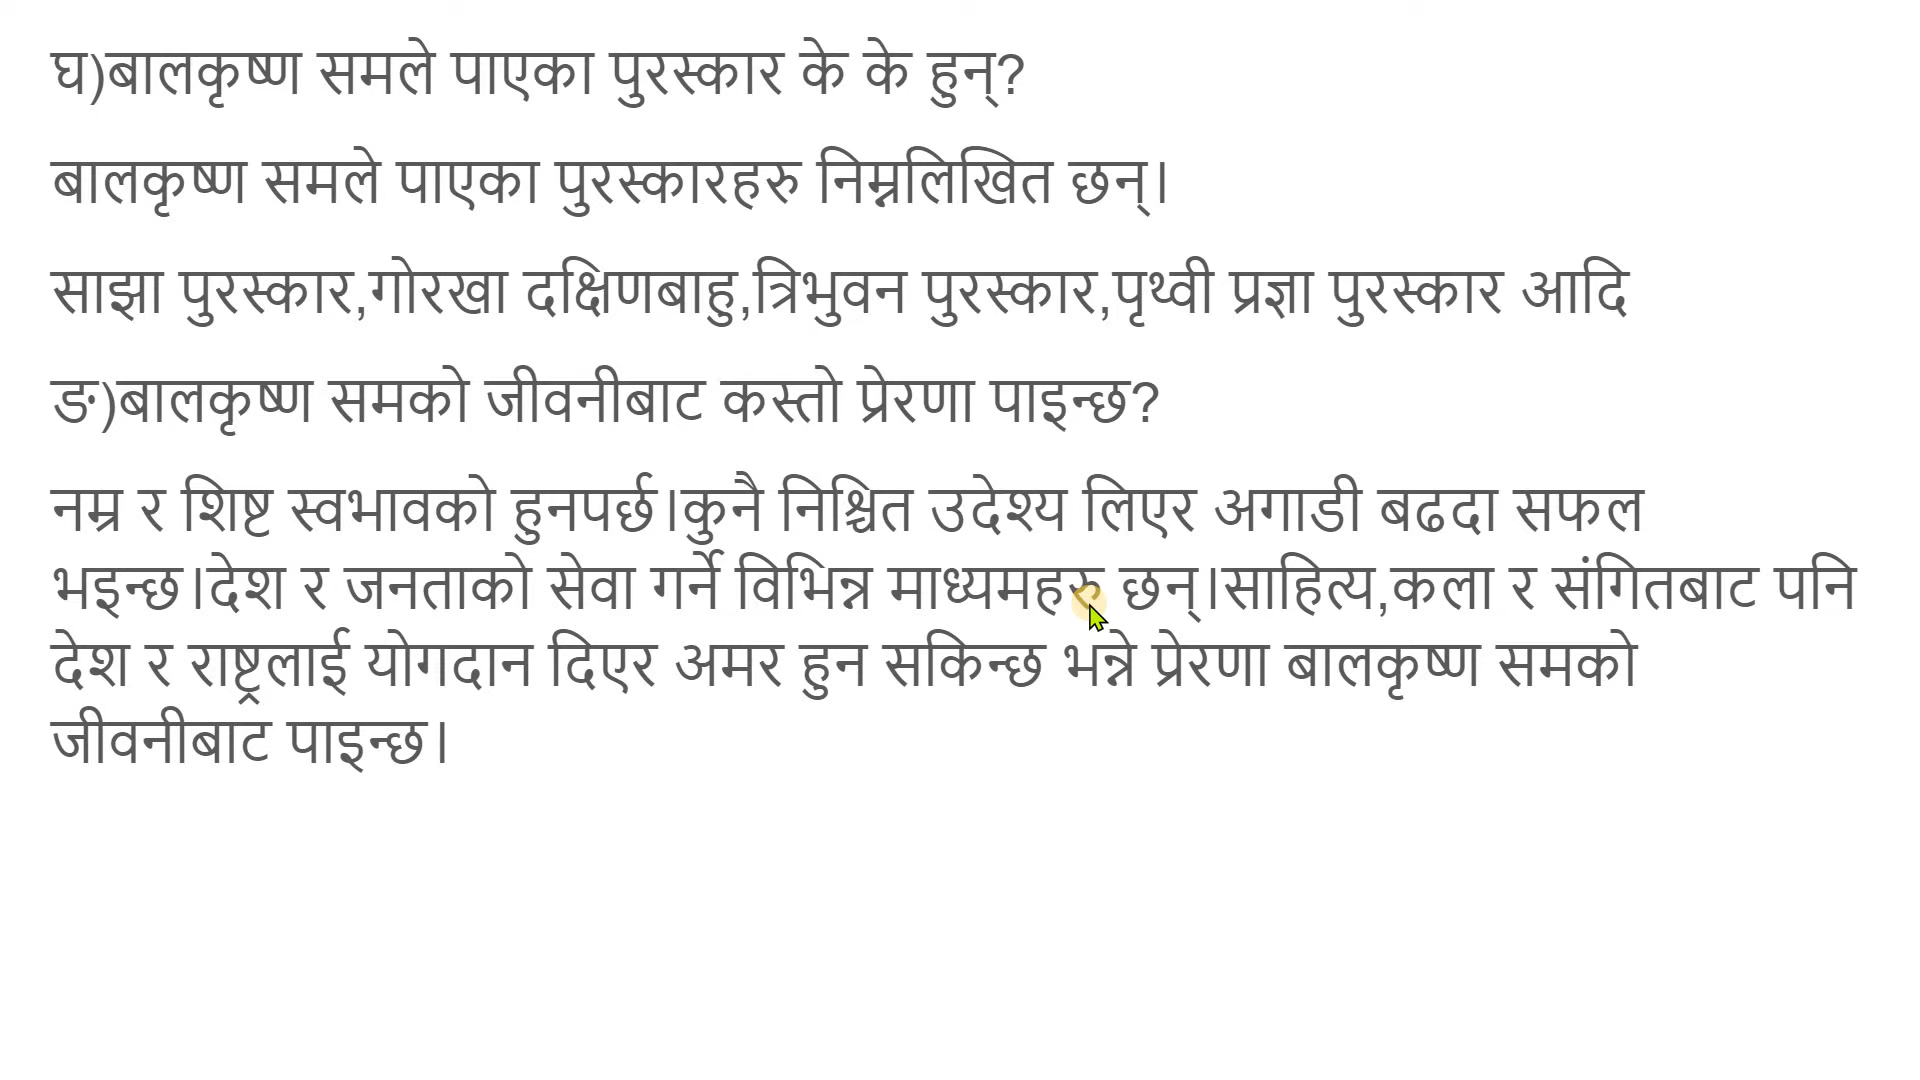 घ)बालकृष्ण समले पाएका पुरस्कार के के हुन्?
बालकृष्ण समले पाएका पुरस्कारहरु निम्नलिखित छन्।
साझा पुरस्कार,गोरखा दक्षिणबाहु,त्रिभुवन पुरस्कार,पृथ्वी प्रज्ञा पुरस्कार आदि
ङ)बालकृष्ण समको जीवनीबाट कस्तो प्रेरणा पाइन्छ?
नम्र र शिष्ट स्वभावको हुनपर्छ।कुनै निश्चित उदेश्य लिएर अगाडी बढदा सफल
भइन्छ।देश र जनताको सेवा गर्ने विभिन्न माध्यमहरु छन्।साहित्य,कला र संगितबाट पनि
देश र राष्ट्रलाई योगदान दिएर अमर हुन सकिन्छ भन्ने प्रेरणा बालकृष्ण समको
जीवनीबाट पाइन्छ।